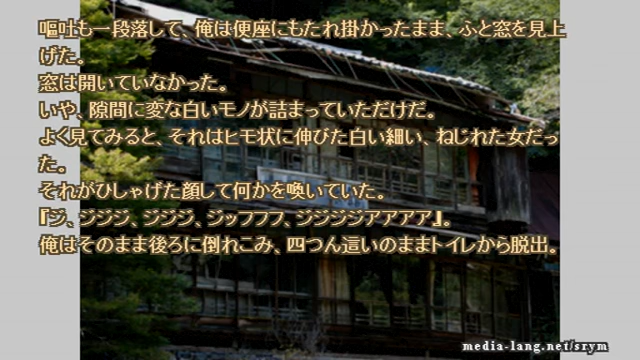 嘔吐も一段落して、俺は便座にもたれ掛かったまま、ふと窓を見上
げた。
窓は開いていなかった。
いや、隙間に変な白いモノが詰まっていただけだ。
よく見てみると、それはヒモ状に伸びた白い細い、ねじれた女だっ
た。
それがひしゃげた顔して何かを喚いていた。
『ジ、ジジジ、ジジジ、ジッフフフ、ジジジジアアアア』。
俺はそのまま後ろに倒れこみ、四つん這いのままトイレから脱出。
media-lang.net/srym